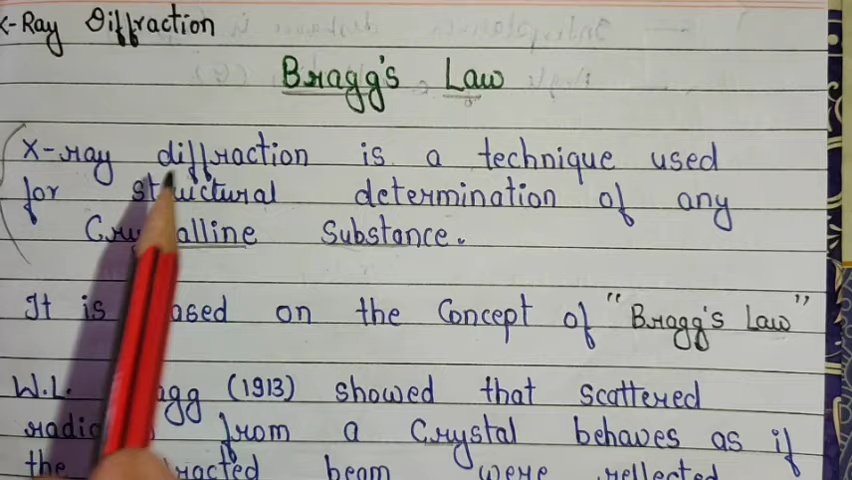 X-Ray Diffraction
Bragg's Law
X-ray diffraction is a technique used
for structural determination of any
Crystalline Substance.
It is based on the Concept of "Bragg's Law"
W.L. Bragg (1913) showed that scattered
radiation from a Crystal behaves as if
the diffracted beam were reflected